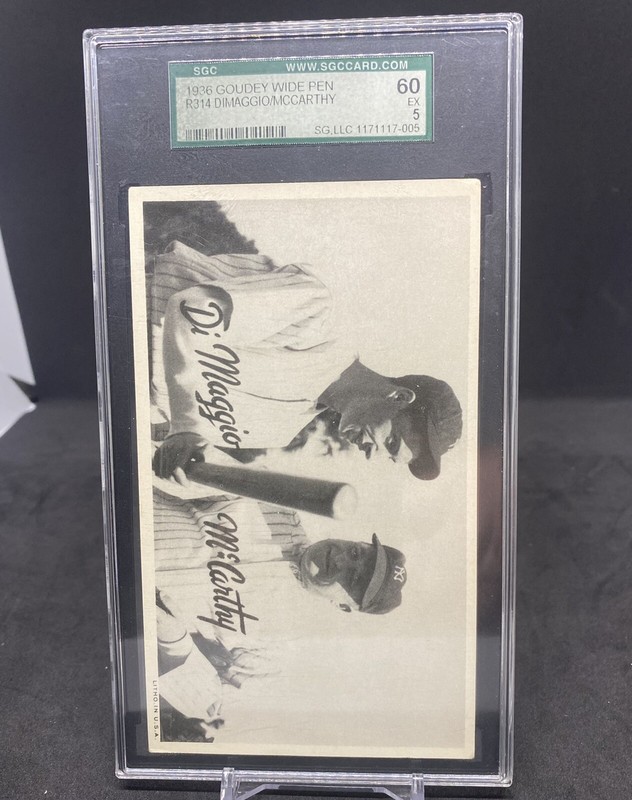 SGC WWW.SGCCARD.COM
1936 GOUDEY WIDE PEN 60
R314 DIMAGGIO/MCCARTHY EX
5
SG,LLC 1171117-005
Di Maggio
McCarthy
NY
LITHO IN U.S.A.